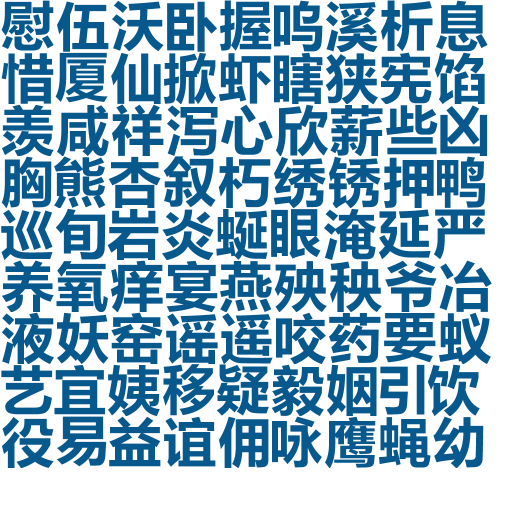 慰伍沃卧握呜溪析息
惜厦仙掀虾瞎狭宪馅
羡咸祥泻心欣薪些凶
胸熊杏叙朽绣锈押鸭
巡旬岩炎蜒眼淹延严
养氧痒宴燕殃秧爷冶
液妖窑谣遥咬药要蚁
艺宜姨移疑毅姻引饮
役易益谊佣咏鹰蝇幼